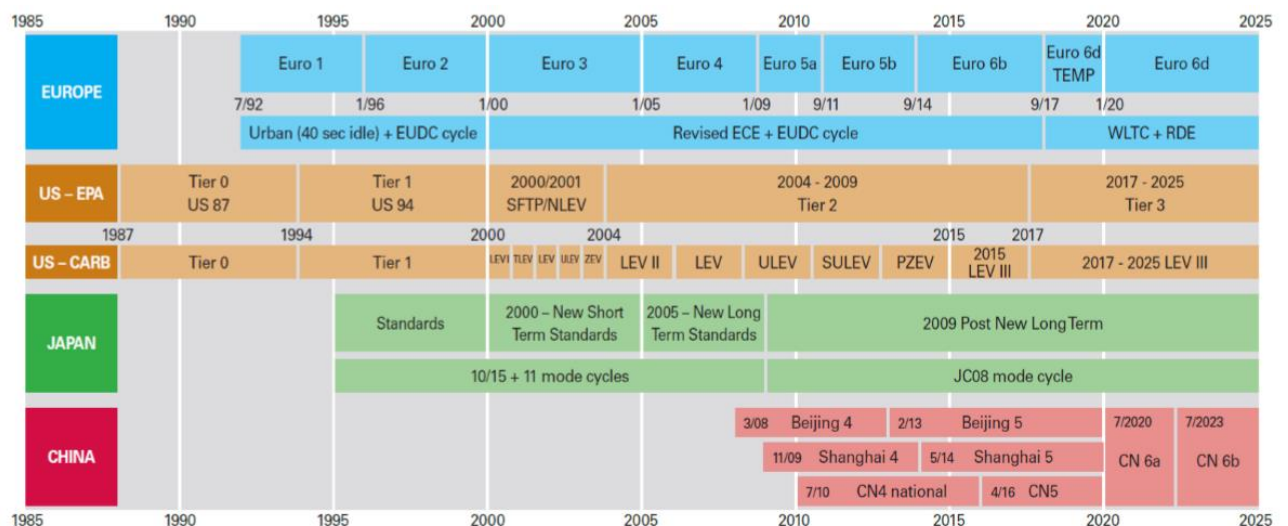 1985 1990 1995 2000 2005 2010 2015 2020 2025
EUROPE
Euro 1 Euro 2 Euro 3 Euro 4 Euro 5a Euro 5b Euro 6b Euro 6d TEMP Euro 6d
7/92 1/96 1/00 1/05 1/09 9/11 9/14 9/17 1/20
Urban (40 sec idle) + EUDC cycle Revised ECE + EUDC cycle WLTC + RDE
US – EPA
Tier 0 Tier 1 2000/2001 2004 - 2009 2017 - 2025
US 87 US 94 SFTP/NLEV Tier 2 Tier 3
1987 1994 2000 2004 2015 2017
US – CARB
Tier 0 Tier 1 LEVI TLEV LEV ULEV ZEV LEV II LEV ULEV SULEV PZEV 2015 LEV III 2017 - 2025 LEV III
JAPAN
Standards 2000 – New Short Term Standards 2005 – New Long Term Standards 2009 Post New Long Term
10/15 + 11 mode cycles JC08 mode cycle
CHINA
3/08 Beijing 4 2/13 Beijing 5 7/2020 7/2023
11/09 Shanghai 4 5/14 Shanghai 5 CN 6a CN 6b
7/10 CN4 national 4/16 CN5
1985 1990 1995 2000 2005 2010 2015 2020 2025